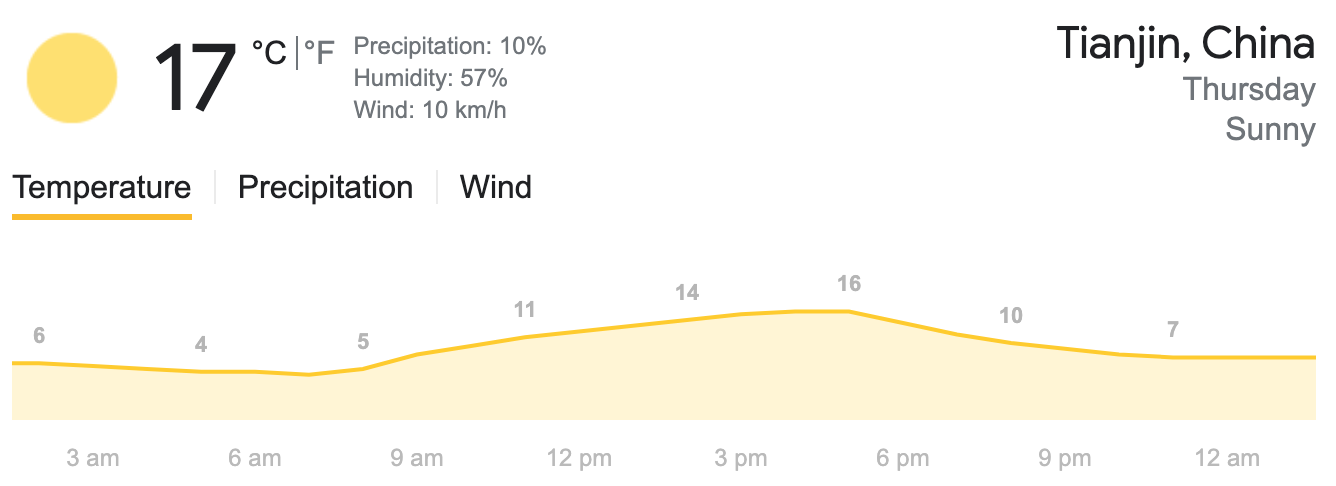 17 °C|°F
Precipitation: 10%
Humidity: 57%
Wind: 10 km/h
Tianjin, China
Thursday
Sunny
Temperature
Precipitation
Wind
6 4 5 11 14 16 10 7
3 am 6 am 9 am 12 pm 3 pm 6 pm 9 pm 12 am